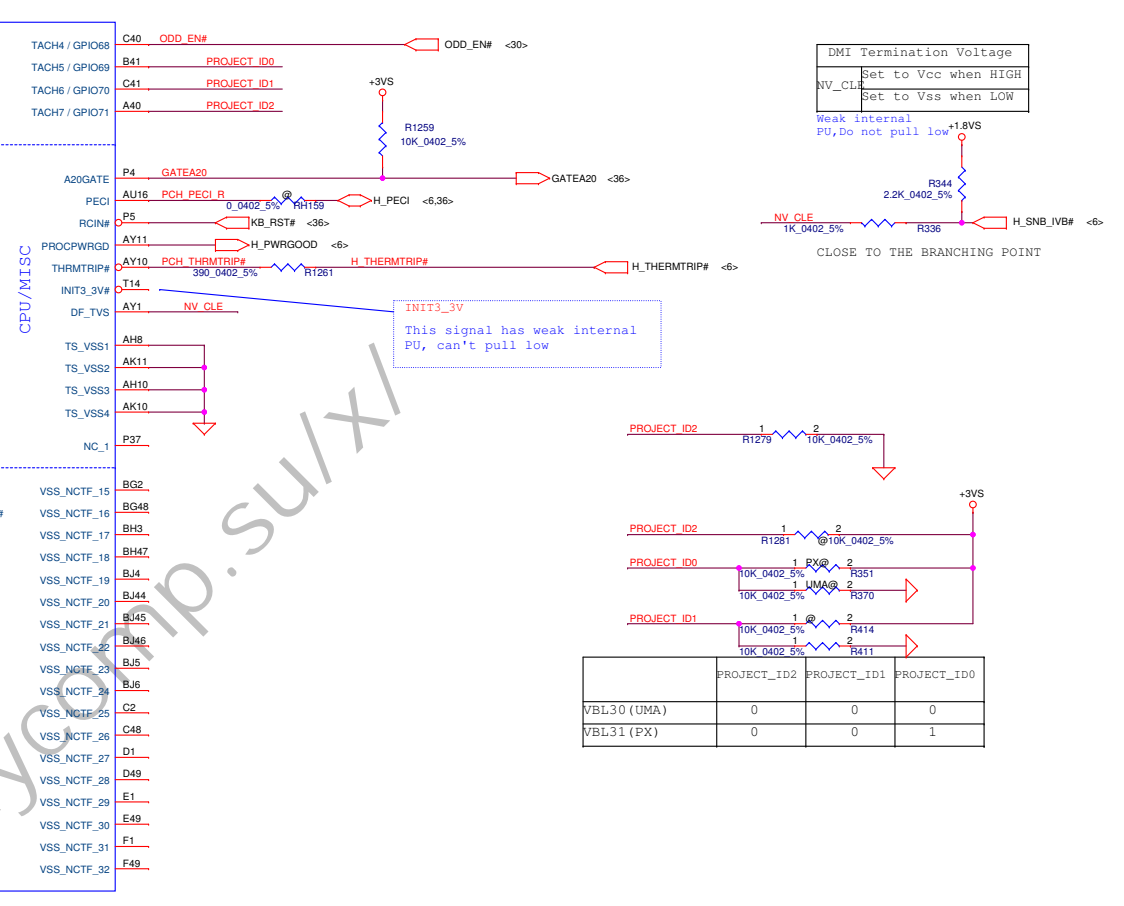 TACH4 / GPIO68 C40 ODD_EN# ODD_EN# <30>
TACH5 / GPIO69 B41 PROJECT_ID0
TACH6 / GPIO70 C41 PROJECT_ID1
TACH7 / GPIO71 A40 PROJECT_ID2
+3VS
R1259
10K_0402_5%
CPU/MISC
A20GATE P4 GATEA20 GATEA20 <36>
PECI AU16 PCH_PECI_R 0_0402_5% @ RH159 H_PECI <6,36>
RCIN# P5 KB_RST# <36>
PROCPWRGD AY11 H_PWRGOOD <6>
THRMTRIP# AY10 PCH_THRMTRIP# 390_0402_5% R1261 H_THERMTRIP# H_THERMTRIP# <6>
INIT3_3V# T14
DF_TVS AY1 NV_CLE
INIT3_3V
This signal has weak internal
PU, can't pull low
TS_VSS1 AH8
TS_VSS2 AK11
TS_VSS3 AH10
TS_VSS4 AK10
NC_1 P37
#
VSS_NCTF_15 BG2
VSS_NCTF_16 BG48
VSS_NCTF_17 BH3
VSS_NCTF_18 BH47
VSS_NCTF_19 BJ4
VSS_NCTF_20 BJ44
VSS_NCTF_21 BJ45
VSS_NCTF_22 BJ46
VSS_NCTF_23 BJ5
VSS_NCTF_24 BJ6
VSS_NCTF_25 C2
VSS_NCTF_26 C48
VSS_NCTF_27 D1
VSS_NCTF_28 D49
VSS_NCTF_29 E1
VSS_NCTF_30 E49
VSS_NCTF_31 F1
VSS_NCTF_32 F49
DMI Termination Voltage
NV_CLE
Set to Vcc when HIGH
Set to Vss when LOW
Weak internal
PU,Do not pull low
+1.8VS
R344
2.2K_0402_5%
NV_CLE 1K_0402_5% R336 H_SNB_IVB# <6>
CLOSE TO THE BRANCHING POINT
PROJECT_ID2 1 2
R1279 10K_0402_5%
+3VS
PROJECT_ID2 1 2
R1281 @10K_0402_5%
PROJECT_ID0 1 PX@ 2
10K_0402_5% R351
1 UMA@ 2
10K_0402_5% R370
PROJECT_ID1 1 @ 2
10K_0402_5% R414
1 2
10K_0402_5% R411
PROJECT_ID2 PROJECT_ID1 PROJECT_ID0
VBL30(UMA) 0 0 0
VBL31(PX) 0 0 1
ycomp.su/x/